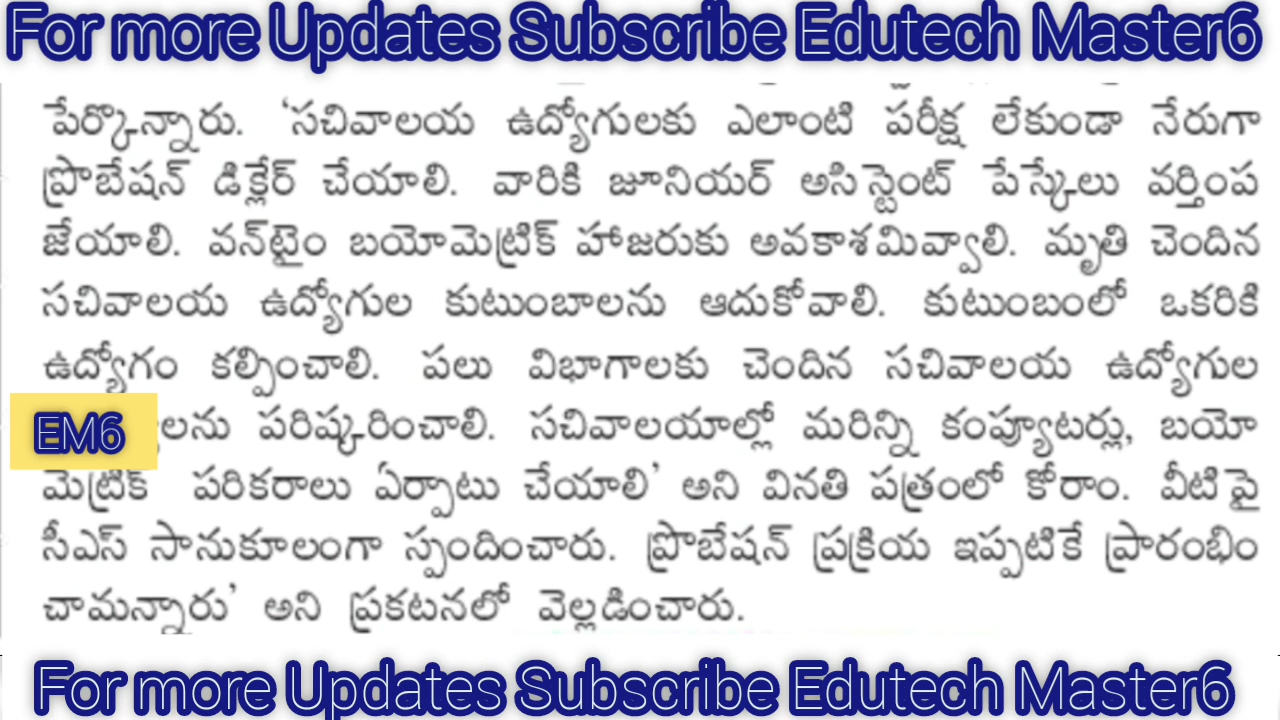 For more Updates Subscribe Edutech Master6
పేర్కొన్నారు. ‘సచివాలయ ఉద్యోగులకు ఎలాంటి పరీక్ష లేకుండా నేరుగా
ప్రొబేషన్ డిక్లేర్ చేయాలి. వారికి జూనియర్ అసిస్టెంట్ పేస్కేలు వర్తింప
జేయాలి. వన్‌టైం బయోమెట్రిక్ హాజరుకు అవకాశమివ్వాలి. మృతి చెందిన
సచివాలయ ఉద్యోగుల కుటుంబాలను ఆదుకోవాలి. కుటుంబంలో ఒకరికి
ఉద్యోగం కల్పించాలి. పలు విభాగాలకు చెందిన సచివాలయ ఉద్యోగుల
EM6
పరిష్కరించాలి. సచివాలయాల్లో మరిన్ని కంప్యూటర్లు, బయో
మెట్రిక్ పరికరాలు ఏర్పాటు చేయాలి’ అని వినతి పత్రంలో కోరాం. వీటిపై
సీఎస్ సానుకూలంగా స్పందించారు. ప్రొబేషన్ ప్రక్రియ ఇప్పటికే ప్రారంభిం
చామన్నారు’ అని ప్రకటనలో వెల్లడించారు.
For more Updates Subscribe Edutech Master6